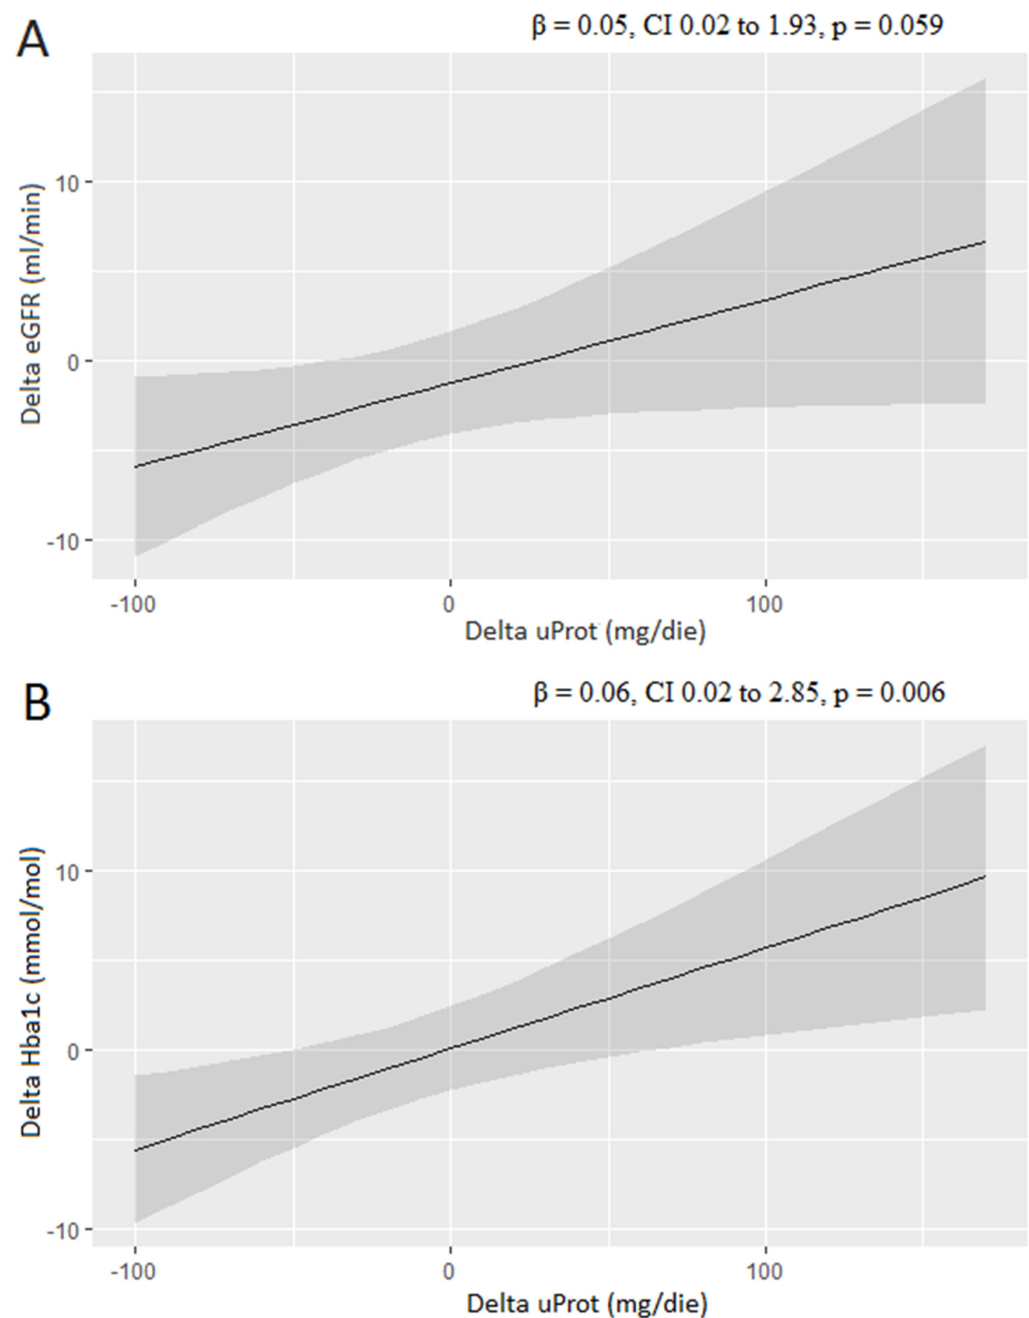 A
β = 0.05, CI 0.02 to 1.93, p = 0.059
Delta eGFR (ml/min)
10
0
-10
-100
0
100
Delta uProt (mg/die)
B
β = 0.06, CI 0.02 to 2.85, p = 0.006
Delta Hba1c (mmol/mol)
10
0
-10
-100
0
100
Delta uProt (mg/die)